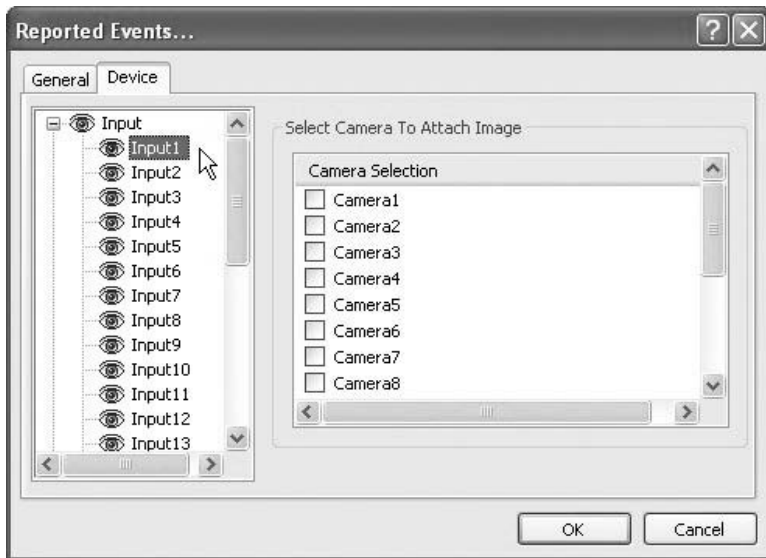 Reported Events...
General
Device
Input
Input1
Input2
Input3
Input4
Input5
Input6
Input7
Input8
Input9
Input10
Input11
Input12
Input13
Select Camera To Attach Image
Camera Selection
Camera1
Camera2
Camera3
Camera4
Camera5
Camera6
Camera7
Camera8
OK
Cancel